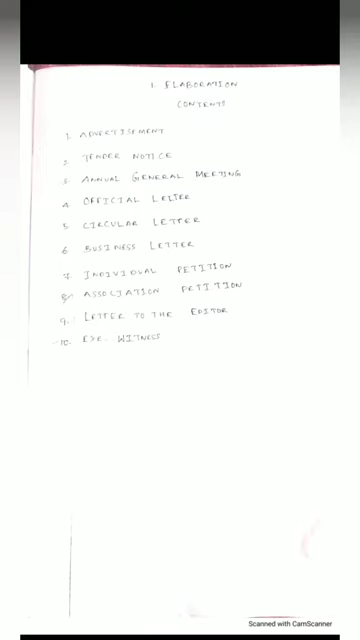 1. ELABORATION
CONTENTS
1. ADVERTISEMENT
2. TENDER NOTICE
3. ANNUAL GENERAL MEETING
4 OFFICIAL LETTER
5 CIRCULAR LETTER
6 BUSINESS LETTER
7. INDIVIDUAL PETITION
8. ASSOCIATION PETITION
9. LETTER TO THE EDITOR
10. EYE. WITNESS
Scanned with CamScanner